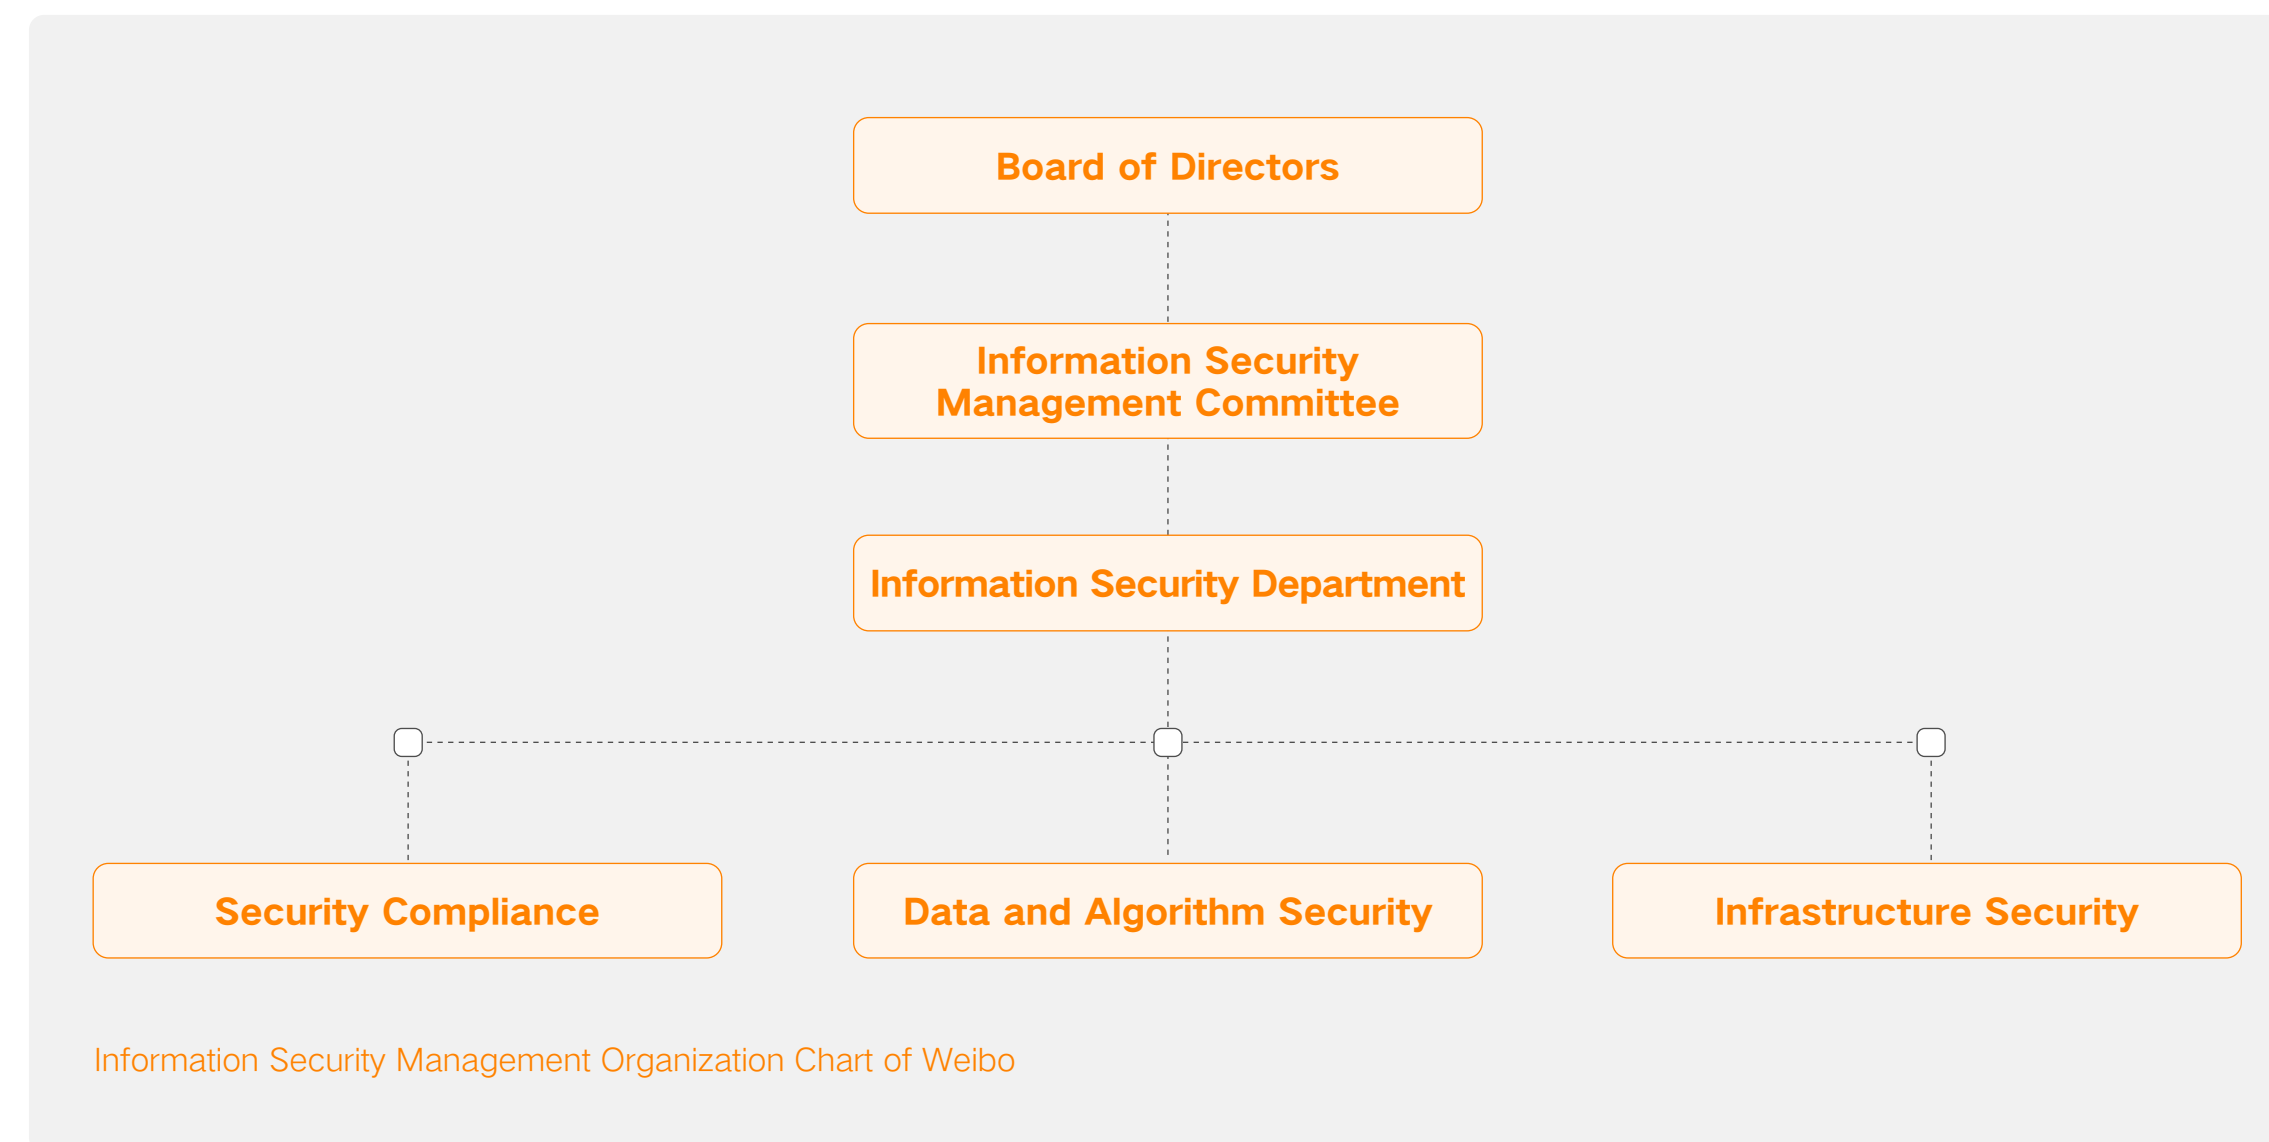 Board of Directors
Information Security
Management Committee
Information Security Department
Security Compliance
Data and Algorithm Security
Infrastructure Security
Information Security Management Organization Chart of Weibo